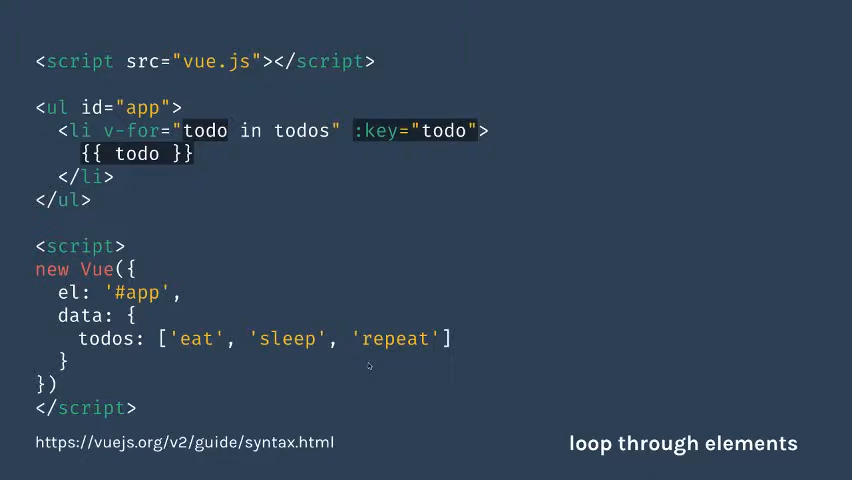 <script src="vue.js"></script>
<ul id="app">
<li v-for="todo in todos" :key="todo">
{{ todo }}
</li>
</ul>
<script>
new Vue({
el: '#app',
data: {
todos: ['eat', 'sleep', 'repeat']
}
})
</script>
https://vuejs.org/v2/guide/syntax.html
loop through elements